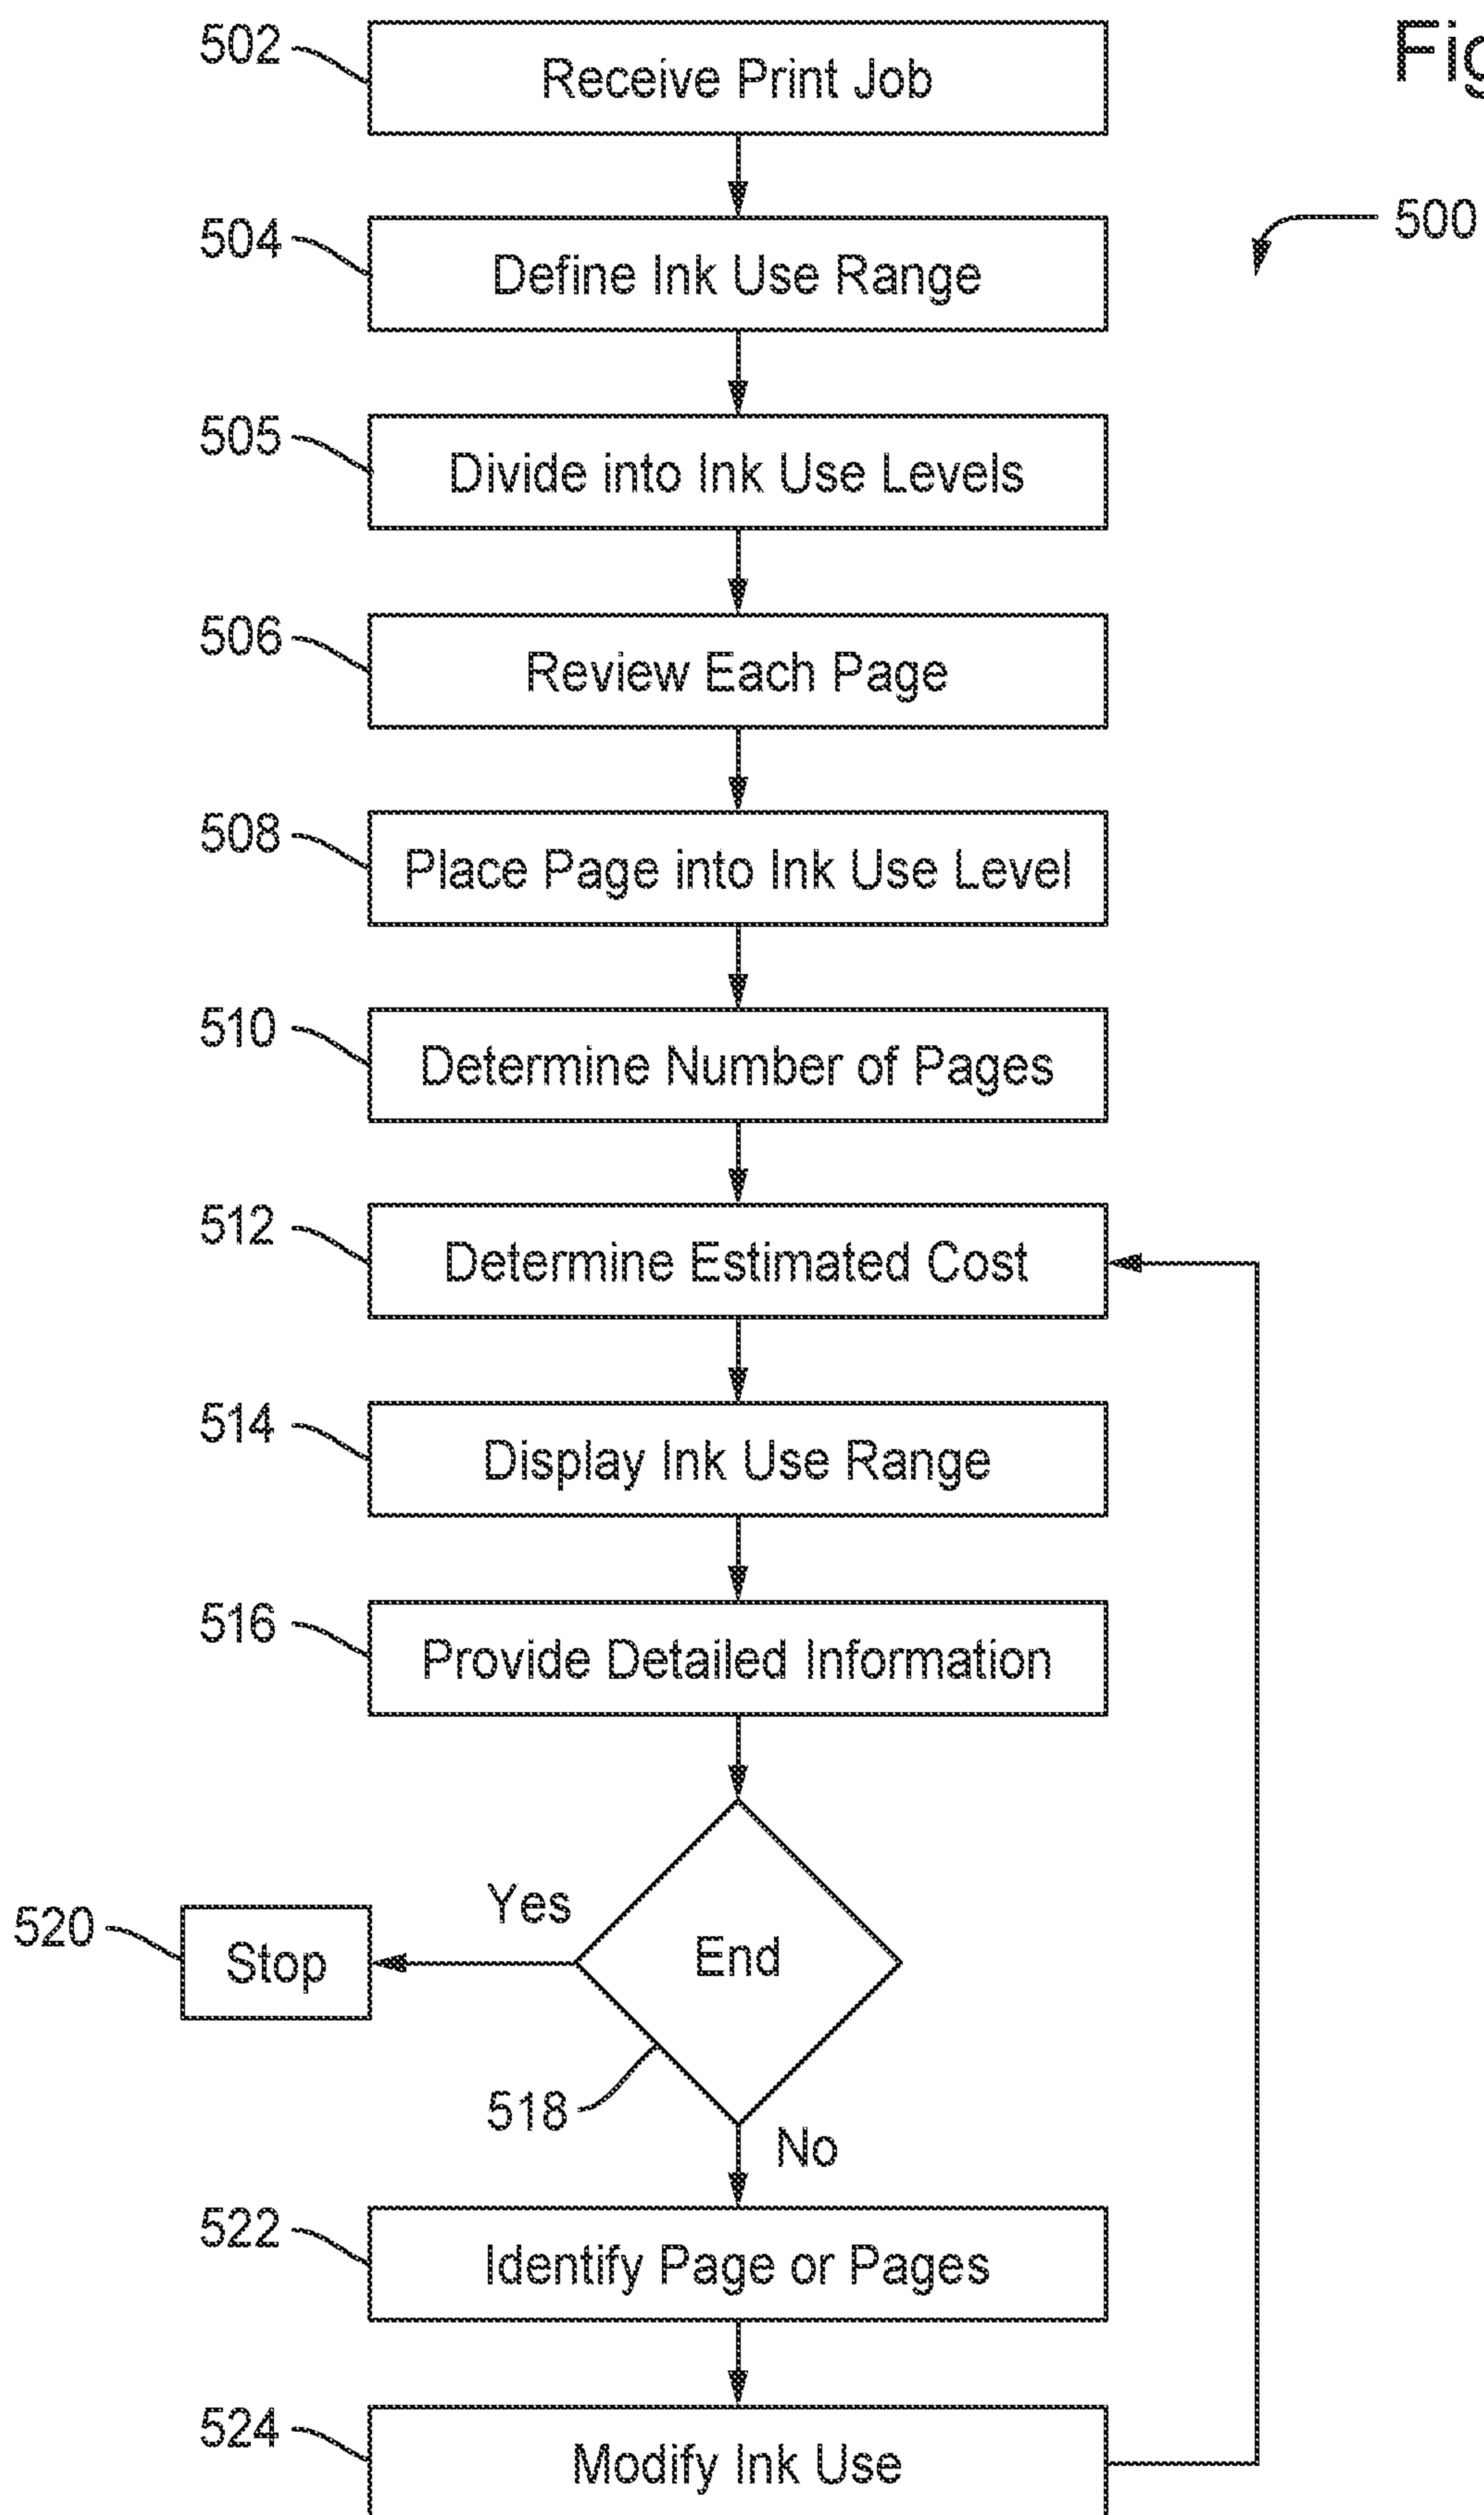 Fig
502
Receive Print Job
500
504
Define Ink Use Range
505
Divide into Ink Use Levels
506
Review Each Page
508
Place Page into Ink Use Level
510
Determine Number of Pages
512
Determine Estimated Cost
514
Display Ink Use Range
516
Provide Detailed Information
520
Stop
Yes
End
518
No
522
Identify Page or Pages
524
Modify Ink Use